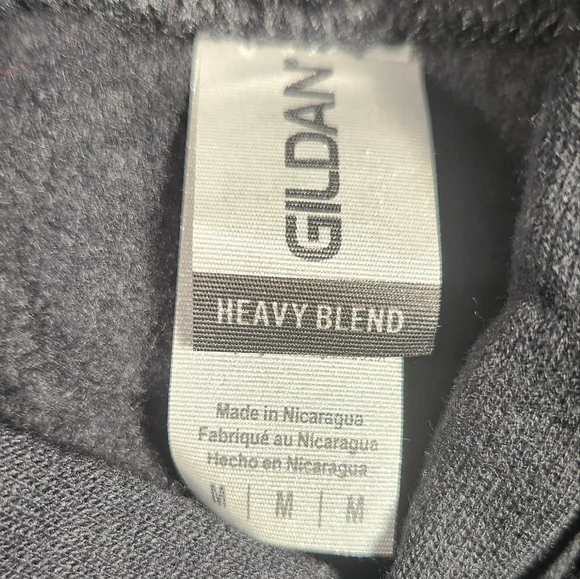 GILDAN®
HEAVY BLEND
Made in Nicaragua
Fabriqué au Nicaragua
Hecho en Nicaragua
M | M | M